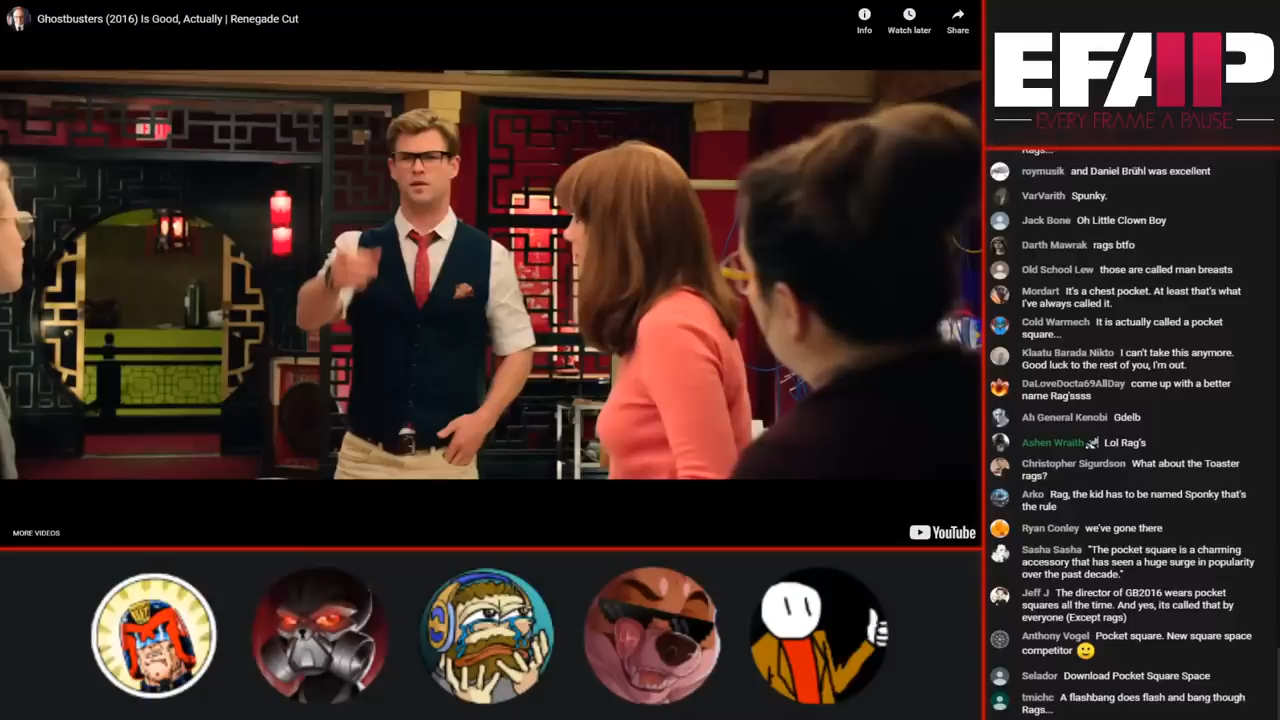 Ghostbusters (2016) Is Good, Actually | Renegade Cut
Info
Watch later
Share
MORE VIDEOS
YouTube
EFAP
EVERY FRAME A PAUSE
Rags...
roymusik and Daniel Brühl was excellent
VarVarith Spunky.
Jack Bone Oh Little Clown Boy
Darth Mawrak rags btfo
Old School Lew those are called man breasts
Mordart It's a chest pocket. At least that's what
I've always called it.
Cold Warmech It is actually called a pocket
square...
Klaatu Barada Nikto I can't take this anymore.
Good luck to the rest of you, I'm out.
DaLoveDocta69AllDay come up with a better
name Rag'ssss
Ah General Kenobi Gdelb
Ashen Wraith Lol Rag's
Christopher Sigurdson What about the Toaster
rags?
Arko Rag, the kid has to be named Sponky that's
the rule
Ryan Conley we've gone there
Sasha Sasha "The pocket square is a charming
accessory that has seen a huge surge in popularity
over the past decade."
Jeff J The director of GB2016 wears pocket
squares all the time. And yes, its called that by
everyone (Except rags)
Anthony Vogel Pocket square. New square space
competitor
Selador Download Pocket Square Space
tmichc A flashbang does flash and bang though
Rags...